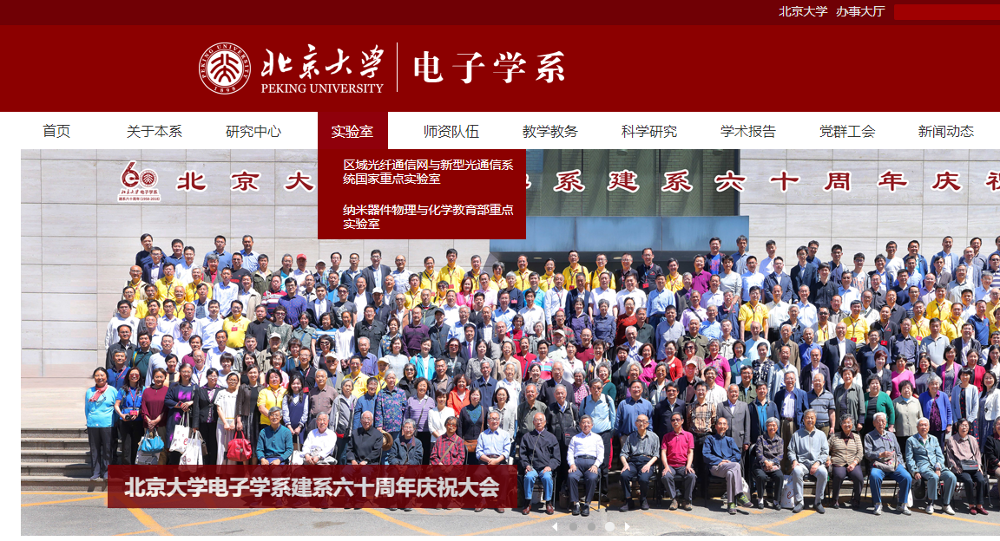 北京大学 办事大厅
PEKING UNIVERSITY
1898
北京大学
PEKING UNIVERSITY
电子学系
首页 关于本系 研究中心 实验室 师资队伍 教学教务 科学研究 学术报告 党群工会 新闻动态
区域光纤通信网与新型光通信系
统国家重点实验室
纳米器件物理与化学教育部重点
实验室
60
北京大学电子学系
建系六十周年(1958-2018)
北京大
系建系六十周年庆祝
北京大学电子学系建系六十周年庆祝大会